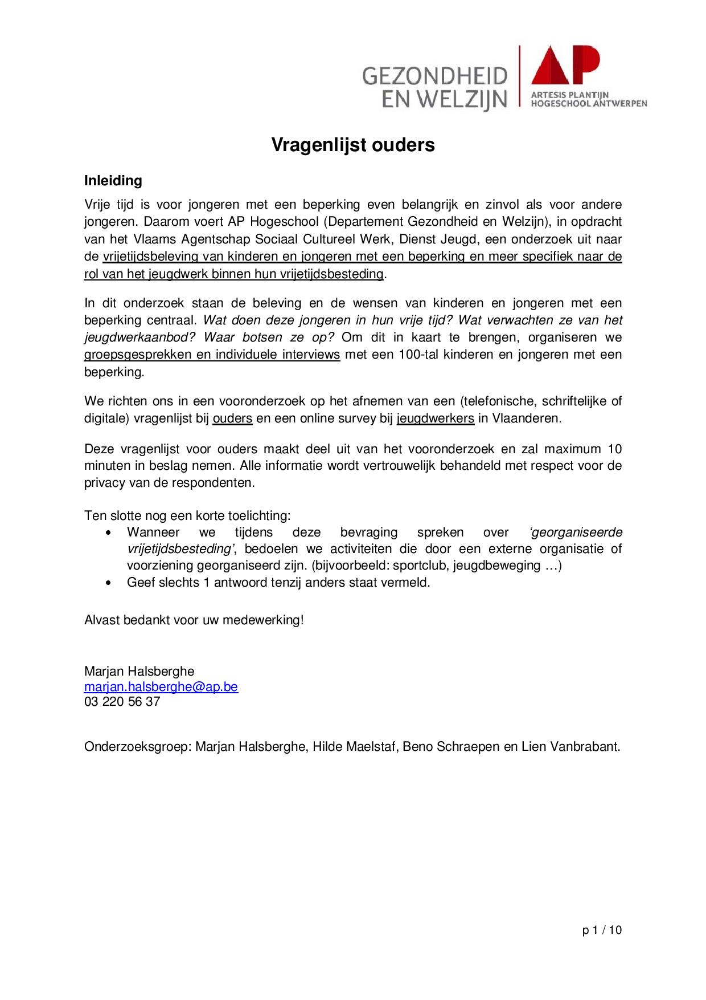 GEZONDHEID
EN WELZIJN
AP
ARTESIS PLANTIJN
HOGESCHOOL ANTWERPEN
Vragenlijst ouders
Inleiding
Vrije tijd is voor jongeren met een beperking even belangrijk en zinvol als voor andere
jongeren. Daarom voert AP Hogeschool (Departement Gezondheid en Welzijn), in opdracht
van het Vlaams Agentschap Sociaal Cultureel Werk, Dienst Jeugd, een onderzoek uit naar
de vrijetijdsbeleving van kinderen en jongeren met een beperking en meer specifiek naar de
rol van het jeugdwerk binnen hun vrijetijdsbesteding.
In dit onderzoek staan de beleving en de wensen van kinderen en jongeren met een
beperking centraal. Wat doen deze jongeren in hun vrije tijd? Wat verwachten ze van het
jeugdwerkaanbod? Waar botsen ze op? Om dit in kaart te brengen, organiseren we
groepsgesprekken en individuele interviews met een 100-tal kinderen en jongeren met een
beperking.
We richten ons in een vooronderzoek op het afnemen van een (telefonische, schriftelijke of
digitale) vragenlijst bij ouders en een online survey bij jeugdwerkers in Vlaanderen.
Deze vragenlijst voor ouders maakt deel uit van het vooronderzoek en zal maximum 10
minuten in beslag nemen. Alle informatie wordt vertrouwelijk behandeld met respect voor de
privacy van de respondenten.
Ten slotte nog een korte toelichting:
• Wanneer we tijdens deze bevraging spreken over ‘georganiseerde
vrijetijdsbesteding’, bedoelen we activiteiten die door een externe organisatie of
voorziening georganiseerd zijn. (bijvoorbeeld: sportclub, jeugdbeweging …)
• Geef slechts 1 antwoord tenzij anders staat vermeld.
Alvast bedankt voor uw medewerking!
Marjan Halsberghe
marjan.halsberghe@ap.be
03 220 56 37
Onderzoeksgroep: Marjan Halsberghe, Hilde Maelstaf, Beno Schraepen en Lien Vanbrabant.
p 1 / 10